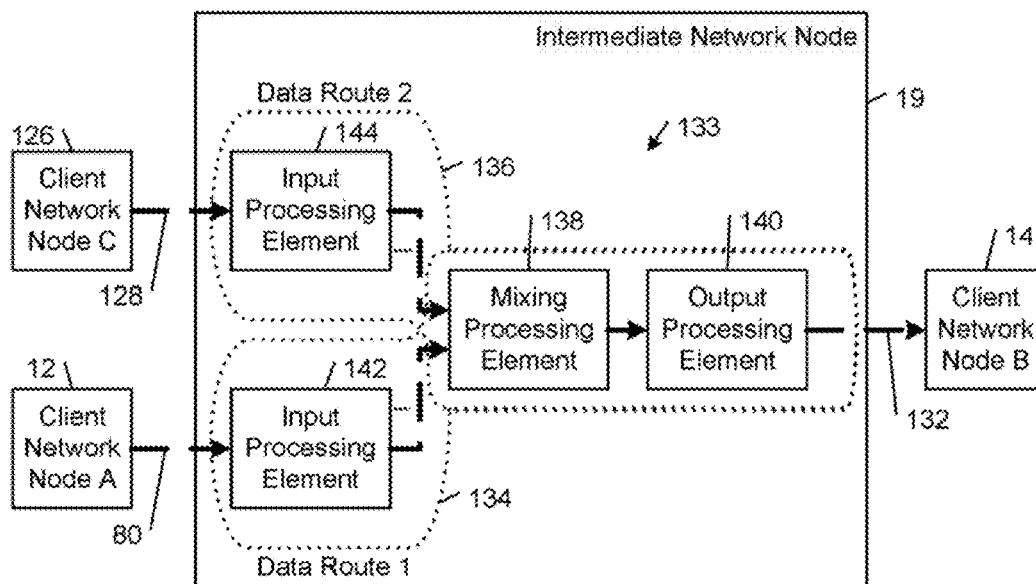 Intermediate Network Node
19
Data Route 2
133
126
144
136
Client
Network
Node C
Input
Processing
Element
138
140
14
128
Mixing
Processing
Element
Output
Processing
Element
Client
Network
Node B
12
142
132
Client
Network
Node A
Input
Processing
Element
134
80
Data Route 1